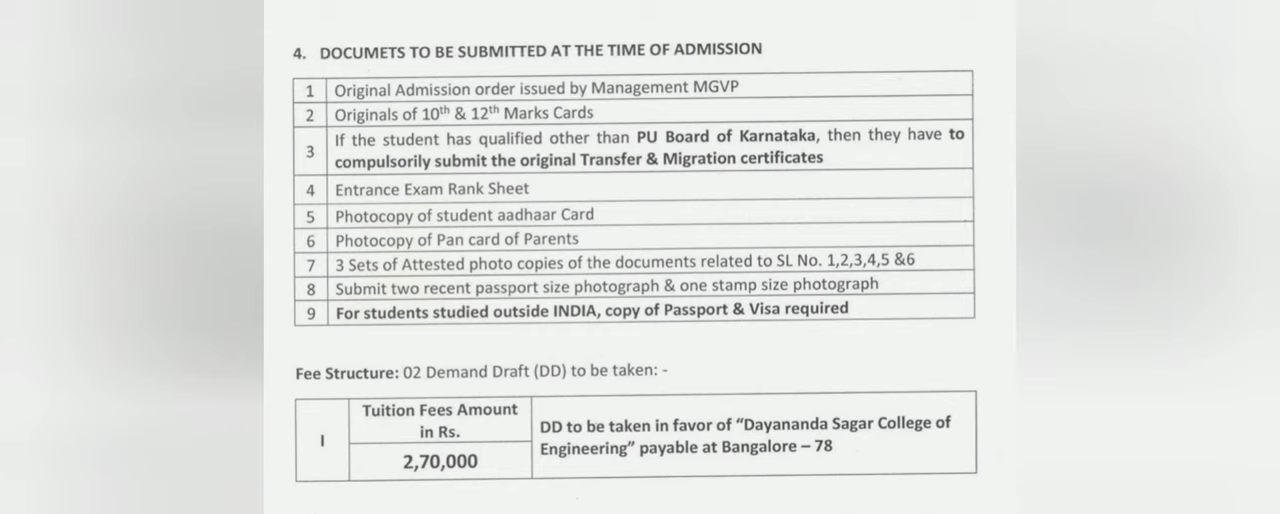 4. DOCUMETS TO BE SUBMITTED AT THE TIME OF ADMISSION
1 Original Admission order issued by Management MGVP
2 Originals of 10th & 12th Marks Cards
3 If the student has qualified other than PU Board of Karnataka, then they have to
compulsorily submit the original Transfer & Migration certificates
4 Entrance Exam Rank Sheet
5 Photocopy of student aadhaar Card
6 Photocopy of Pan card of Parents
7 3 Sets of Attested photo copies of the documents related to SL No. 1,2,3,4,5 &6
8 Submit two recent passport size photograph & one stamp size photograph
9 For students studied outside INDIA, copy of Passport & Visa required
Fee Structure: 02 Demand Draft (DD) to be taken: -
I
Tuition Fees Amount
in Rs.
2,70,000
DD to be taken in favor of “Dayananda Sagar College of
Engineering” payable at Bangalore – 78